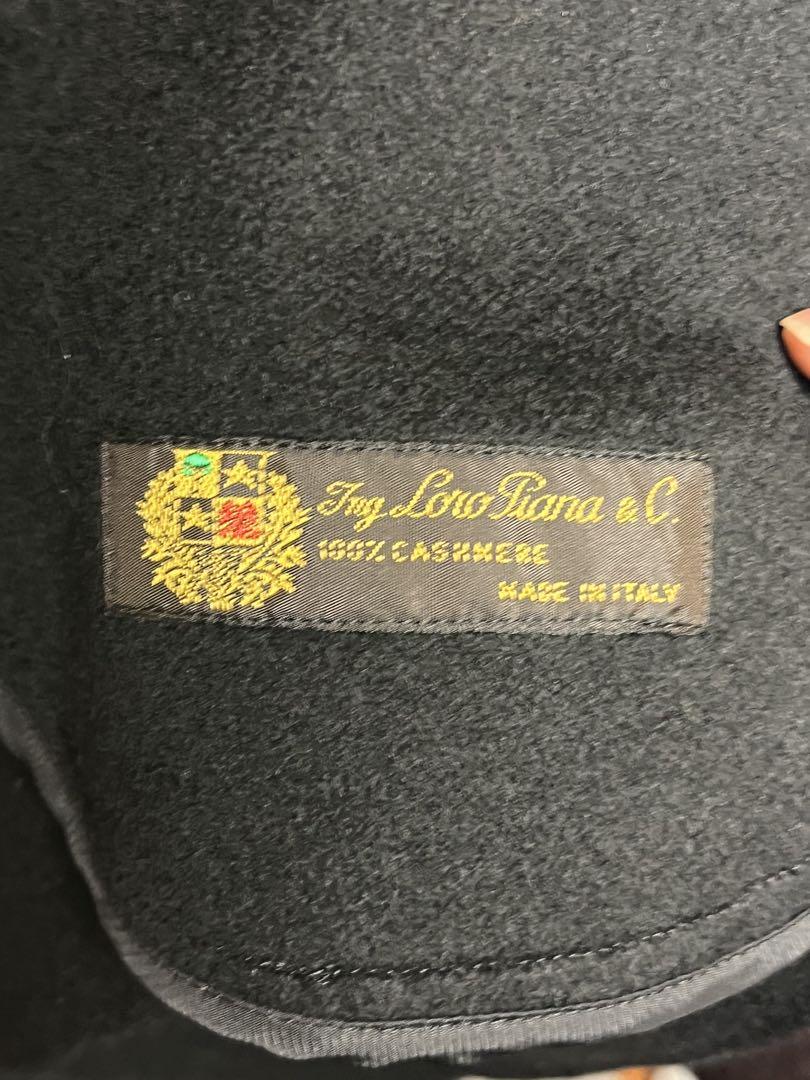 Ing Loro Piana & C.
100% CASHMERE
MADE IN ITALY